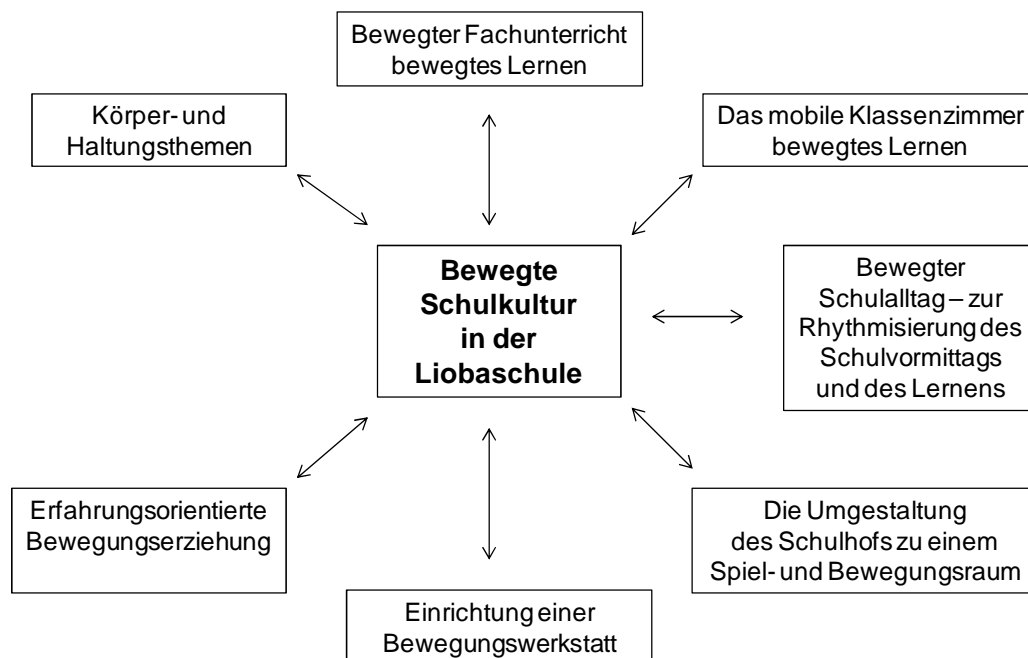 Bewegter Fachunterricht
bewegtes Lernen
Körper- und
Haltungsthemen
Das mobile Klassenzimmer
bewegtes Lernen
Bewegte
Schulkultur
in der
Liobaschule
Bewegter
Schulalltag – zur
Rhythmisierung des
Schulvormittags
und des Lernens
Erfahrungsorientierte
Bewegungserziehung
Die Umgestaltung
des Schulhofs zu einem
Spiel- und Bewegungsraum
Einrichtung einer
Bewegungswerkstatt